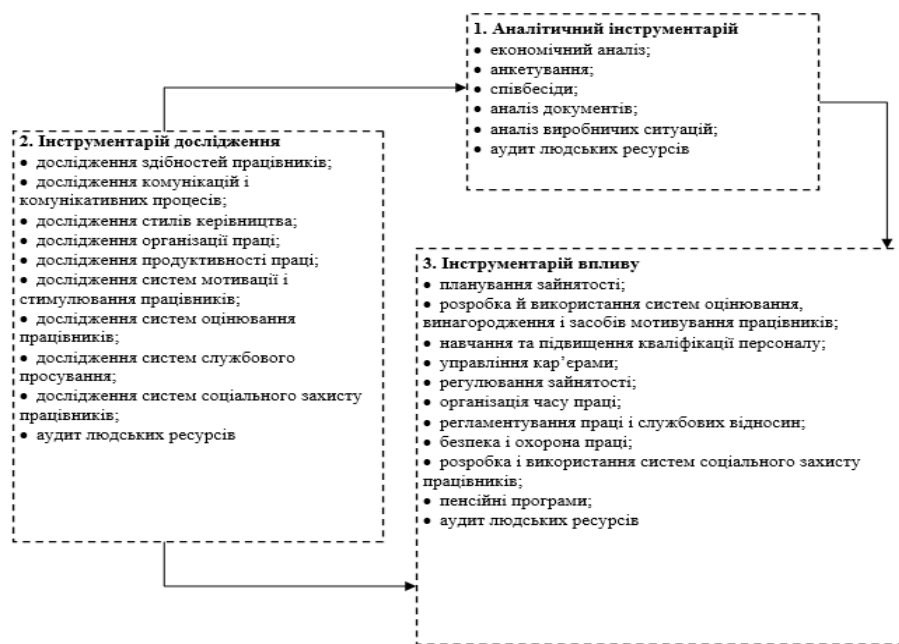 1. Аналітичний інструментарій
• економічний аналіз;
• анкетування;
• співбесіди;
• аналіз документів;
• аналіз виробничих ситуацій;
• аудит людських ресурсів
2. Інструментарій дослідження
• дослідження здібностей працівників;
• дослідження комунікацій і
комунікативних процесів;
• дослідження стилів керівництва;
• дослідження організації праці;
• дослідження продуктивності праці;
• дослідження систем мотивації і
стимулювання працівників;
• дослідження систем оцінювання
працівників;
• дослідження систем службового
просування;
• дослідження систем соціального захисту
працівників;
• аудит людських ресурсів
3. Інструментарій впливу
• планування зайнятості;
• розробка й використання систем оцінювання,
винагородження і засобів мотивування працівників;
• навчання та підвищення кваліфікації персоналу;
• управління кар’єрами;
• регулювання зайнятості;
• організація часу праці;
• регламентування праці і службових відносин;
• безпека і охорона праці;
• розробка і використання систем соціального захисту
працівників;
• пенсійні програми;
• аудит людських ресурсів